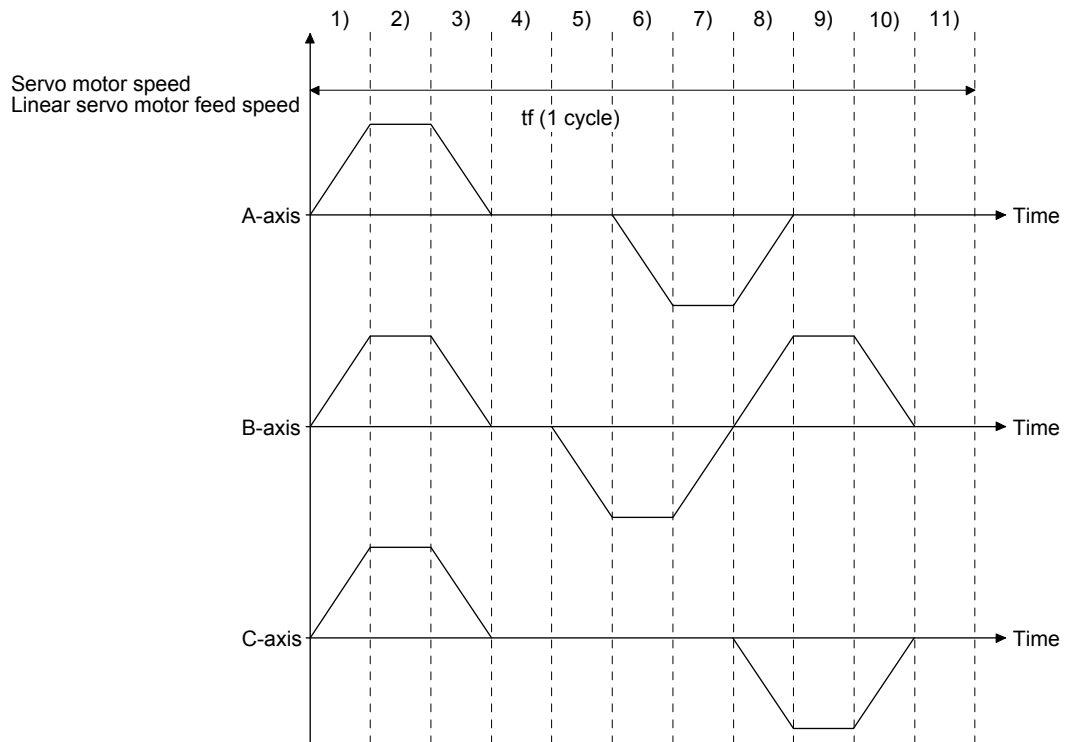 1) 2) 3) 4) 5) 6) 7) 8) 9) 10) 11)
Servo motor speed
Linear servo motor feed speed
tf (1 cycle)
A-axis Time
B-axis Time
C-axis Time